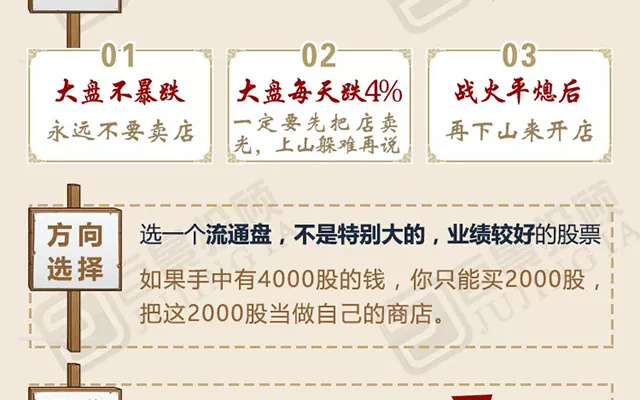 01
大盘不暴跌
永远不要卖店
02
大盘每天跌4%
一定要先把店卖
光，上山躲难再说
03
战火平熄后
再下山来开店
方向
选择
选一个流通盘，不是特别大的，业绩较好的股票
如果手中有4000股的钱，你只能买2000股，
把这2000股当做自己的商店。
巨景投顾
JUJINGTA